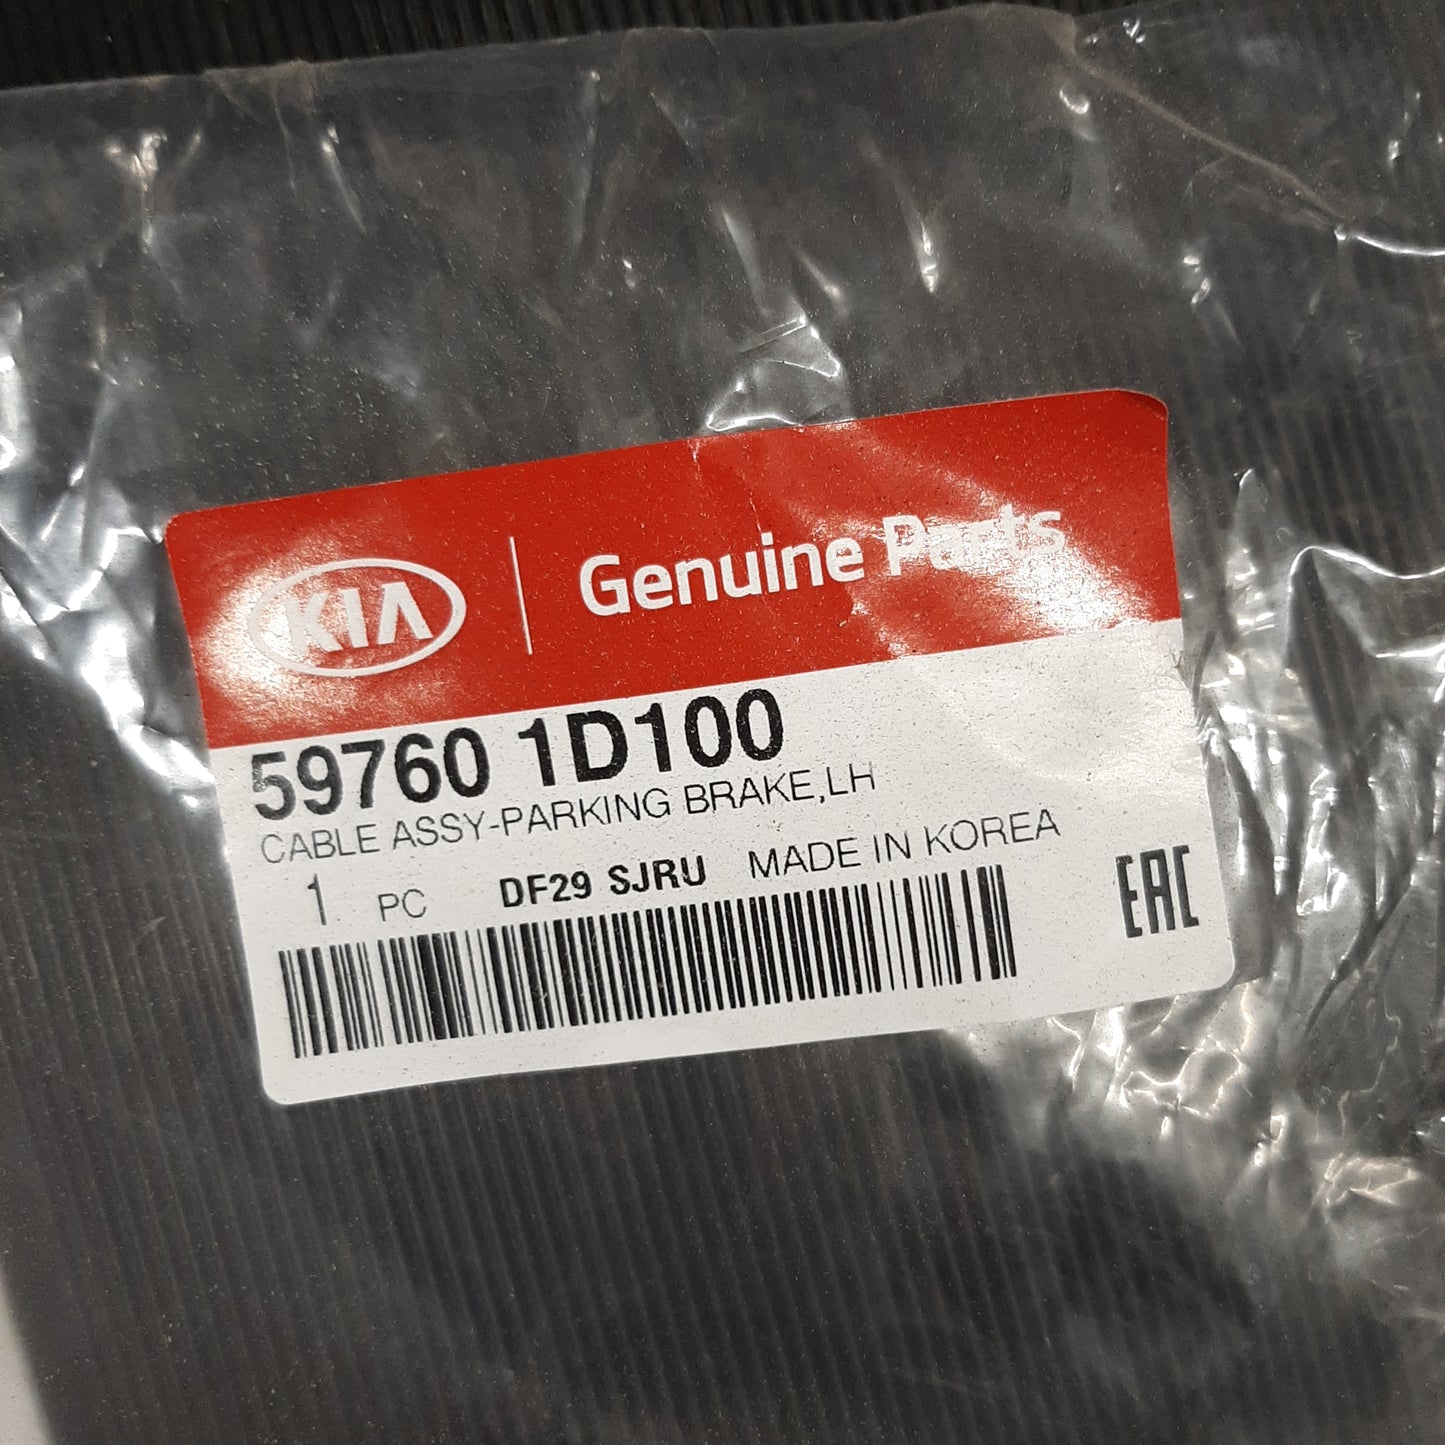 KIA Genuine Parts
59760 1D100
CABLE ASSY-PARKING BRAKE,LH
1 PC DF29 SJRU MADE IN KOREA
EAC